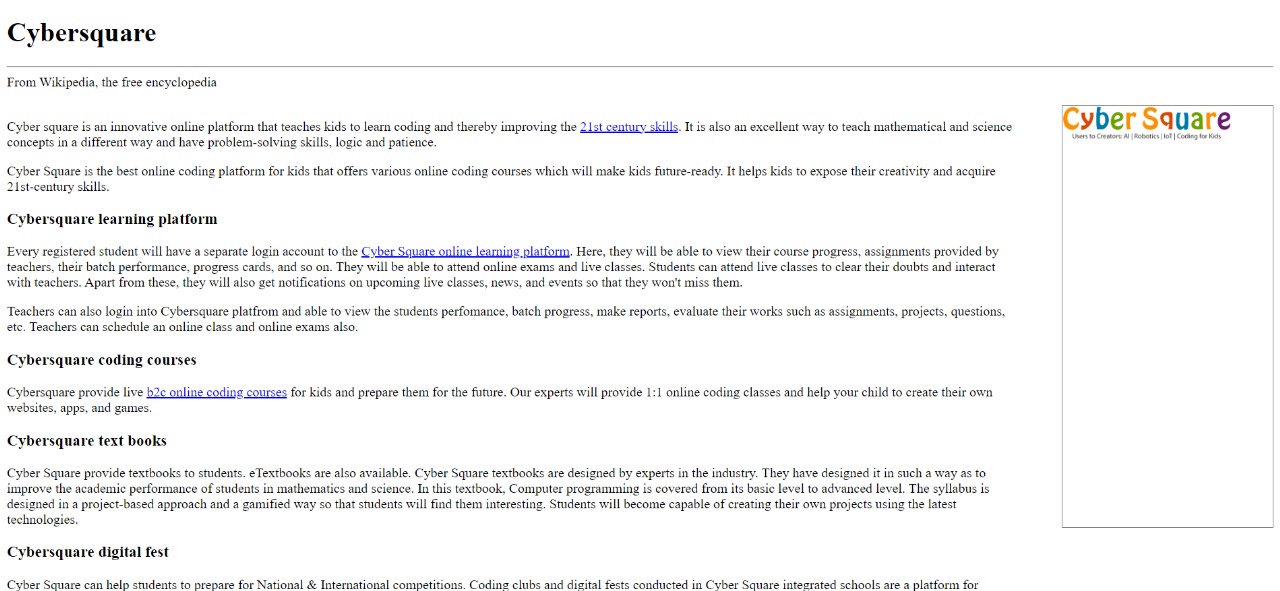 Cybersquare
From Wikipedia, the free encyclopedia
Cyber square is an innovative online platform that teaches kids to learn coding and thereby improving the 21st century skills. It is also an excellent way to teach mathematical and science
concepts in a different way and have problem-solving skills, logic and patience.
Cyber Square is the best online coding platform for kids that offers various online coding courses which will make kids future-ready. It helps kids to expose their creativity and acquire
21st-century skills.
Cybersquare learning platform
Every registered student will have a separate login account to the Cyber Square online learning platform. Here, they will be able to view their course progress, assignments provided by
teachers, their batch performance, progress cards, and so on. They will be able to attend online exams and live classes. Students can attend live classes to clear their doubts and interact
with teachers. Apart from these, they will also get notifications on upcoming live classes, news, and events so that they won't miss them.
Teachers can also login into Cybersquare platfrom and able to view the students perfomance, batch progress, make reports, evaluate their works such as assignments, projects, questions,
etc. Teachers can schedule an online class and online exams also.
Cybersquare coding courses
Cybersquare provide live b2c online coding courses for kids and prepare them for the future. Our experts will provide 1:1 online coding classes and help your child to create their own
websites, apps, and games.
Cybersquare text books
Cyber Square provide textbooks to students. eTextbooks are also available. Cyber Square textbooks are designed by experts in the industry. They have designed it in such a way as to
improve the academic performance of students in mathematics and science. In this textbook, Computer programming is covered from its basic level to advanced level. The syllabus is
designed in a project-based approach and a gamified way so that students will find them interesting. Students will become capable of creating their own projects using the latest
technologies.
Cybersquare digital fest
Cyber Square can help students to prepare for National & International competitions. Coding clubs and digital fests conducted in Cyber Square integrated schools are a platform for
Cyber Square
Users to Creators: AI | Robotics | IoT | Coding for Kids